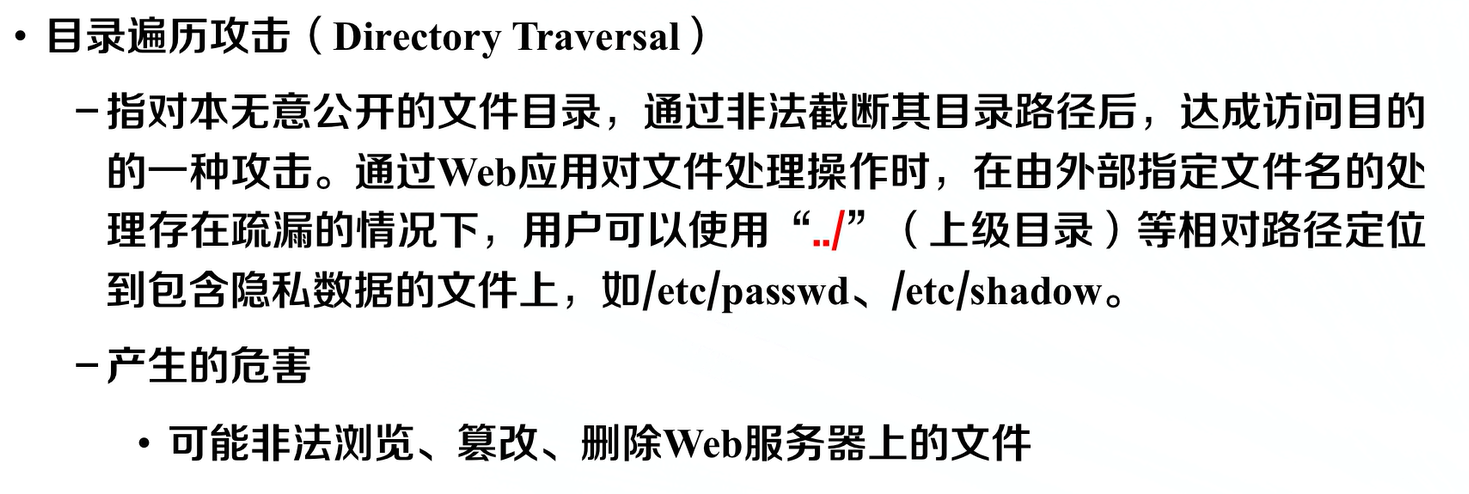 • 目录遍历攻击（Directory Traversal）
–指对本无意公开的文件目录，通过非法截断其目录路径后，达成访问目的
的一种攻击。通过Web应用对文件处理操作时，在由外部指定文件名的处
理存在疏漏的情况下，用户可以使用“../”（上级目录）等相对路径定位
到包含隐私数据的文件上，如/etc/passwd、/etc/shadow。
–产生的危害
• 可能非法浏览、篡改、删除Web服务器上的文件